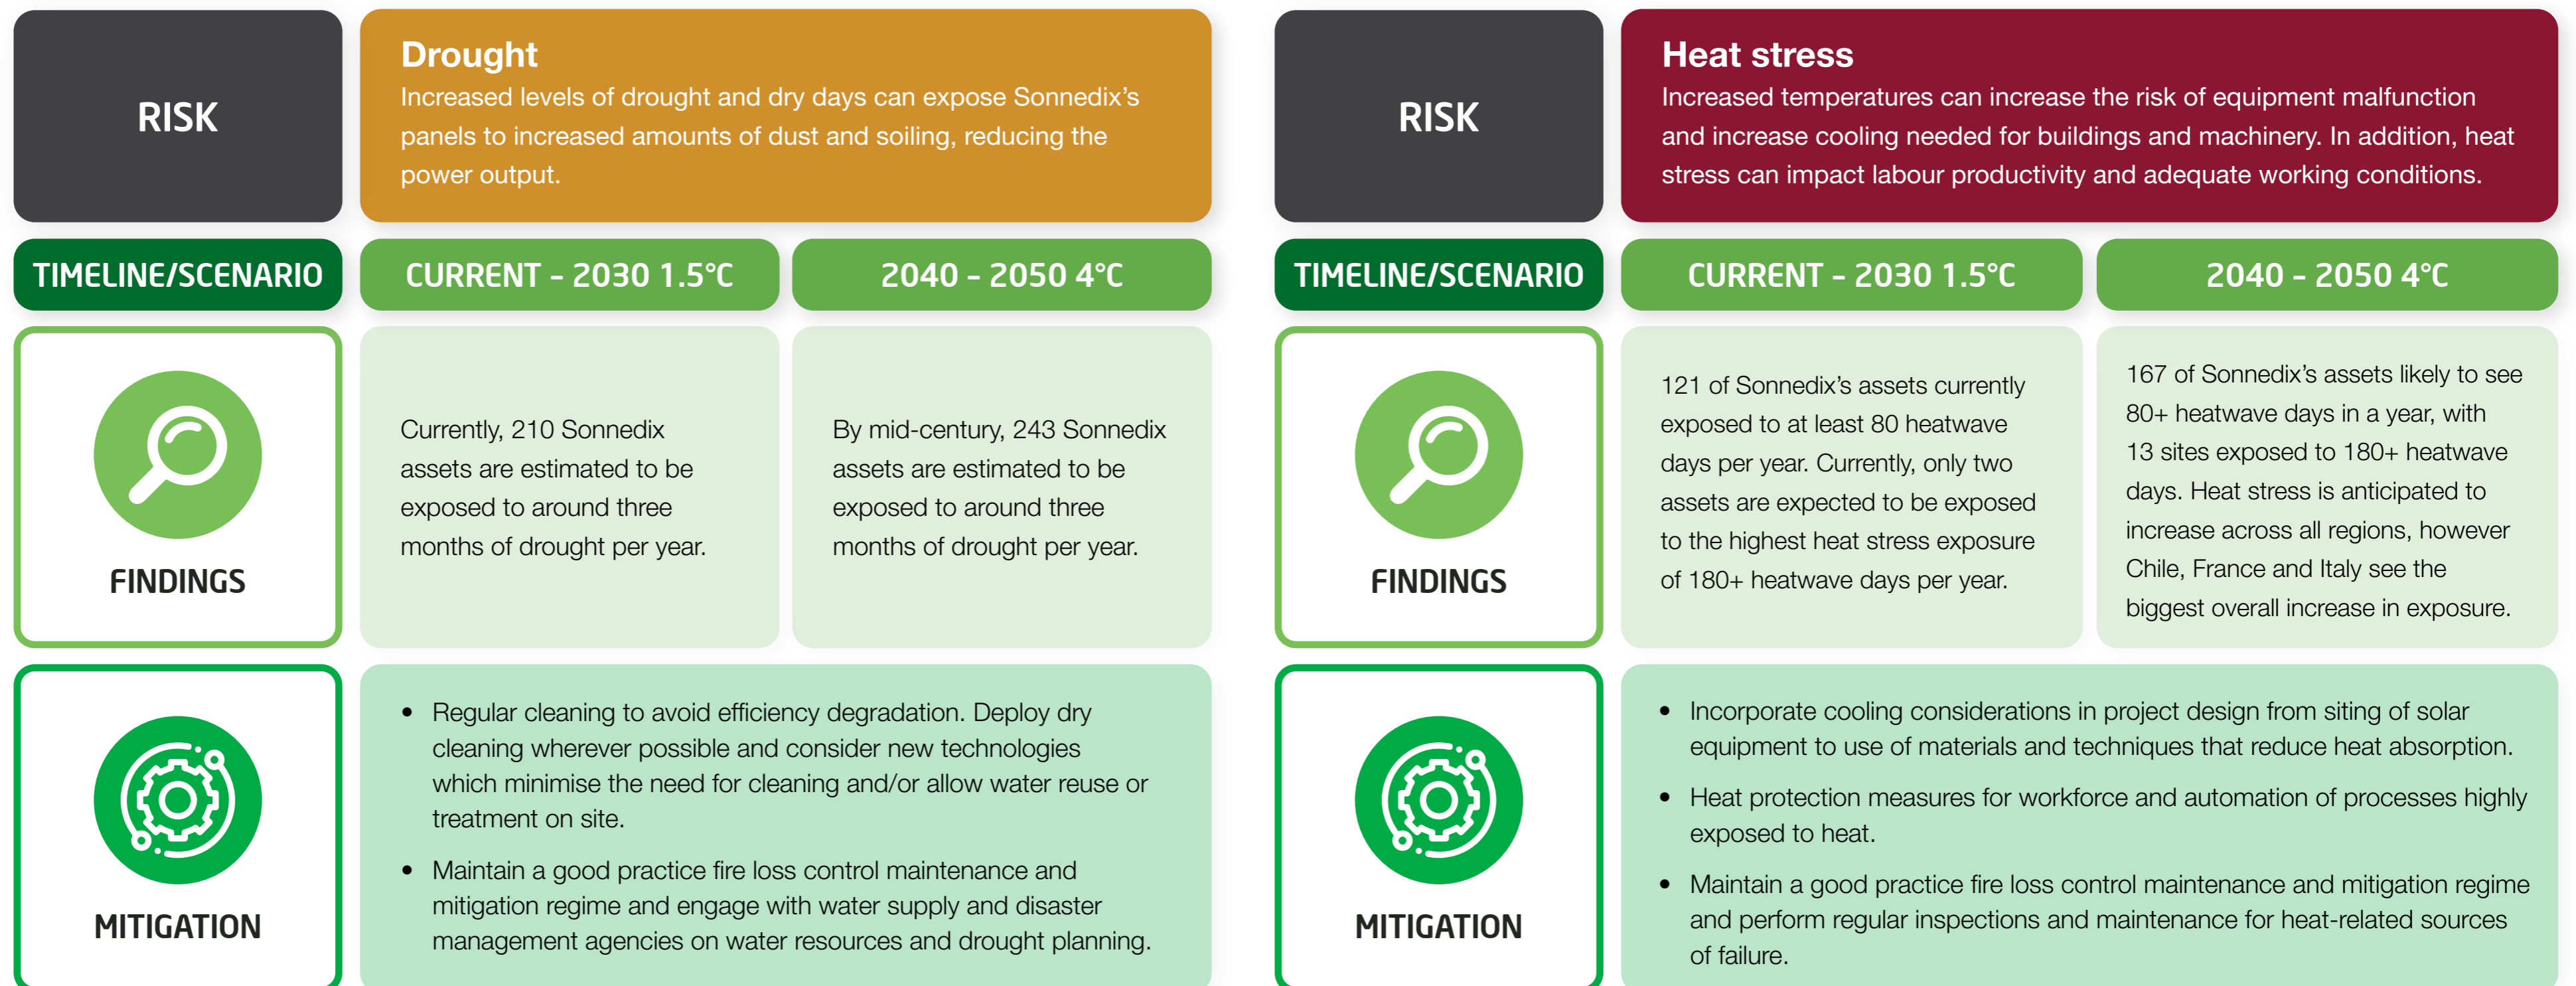 RISK
Drought
Increased levels of drought and dry days can expose Sonnedix’s
panels to increased amounts of dust and soiling, reducing the
power output.
TIMELINE/SCENARIO
CURRENT – 2030 1.5°C
2040 – 2050 4°C
FINDINGS
Currently, 210 Sonnedix
assets are estimated to be
exposed to around three
months of drought per year.
By mid-century, 243 Sonnedix
assets are estimated to be
exposed to around three
months of drought per year.
MITIGATION
• Regular cleaning to avoid efficiency degradation. Deploy dry
cleaning wherever possible and consider new technologies
which minimise the need for cleaning and/or allow water reuse or
treatment on site.
• Maintain a good practice fire loss control maintenance and
mitigation regime and engage with water supply and disaster
management agencies on water resources and drought planning.
RISK
Heat stress
Increased temperatures can increase the risk of equipment malfunction
and increase cooling needed for buildings and machinery. In addition, heat
stress can impact labour productivity and adequate working conditions.
TIMELINE/SCENARIO
CURRENT – 2030 1.5°C
2040 – 2050 4°C
FINDINGS
121 of Sonnedix’s assets currently
exposed to at least 80 heatwave
days per year. Currently, only two
assets are expected to be exposed
to the highest heat stress exposure
of 180+ heatwave days per year.
167 of Sonnedix’s assets likely to see
80+ heatwave days in a year, with
13 sites exposed to 180+ heatwave
days. Heat stress is anticipated to
increase across all regions, however
Chile, France and Italy see the
biggest overall increase in exposure.
MITIGATION
• Incorporate cooling considerations in project design from siting of solar
equipment to use of materials and techniques that reduce heat absorption.
• Heat protection measures for workforce and automation of processes highly
exposed to heat.
• Maintain a good practice fire loss control maintenance and mitigation regime
and perform regular inspections and maintenance for heat-related sources
of failure.